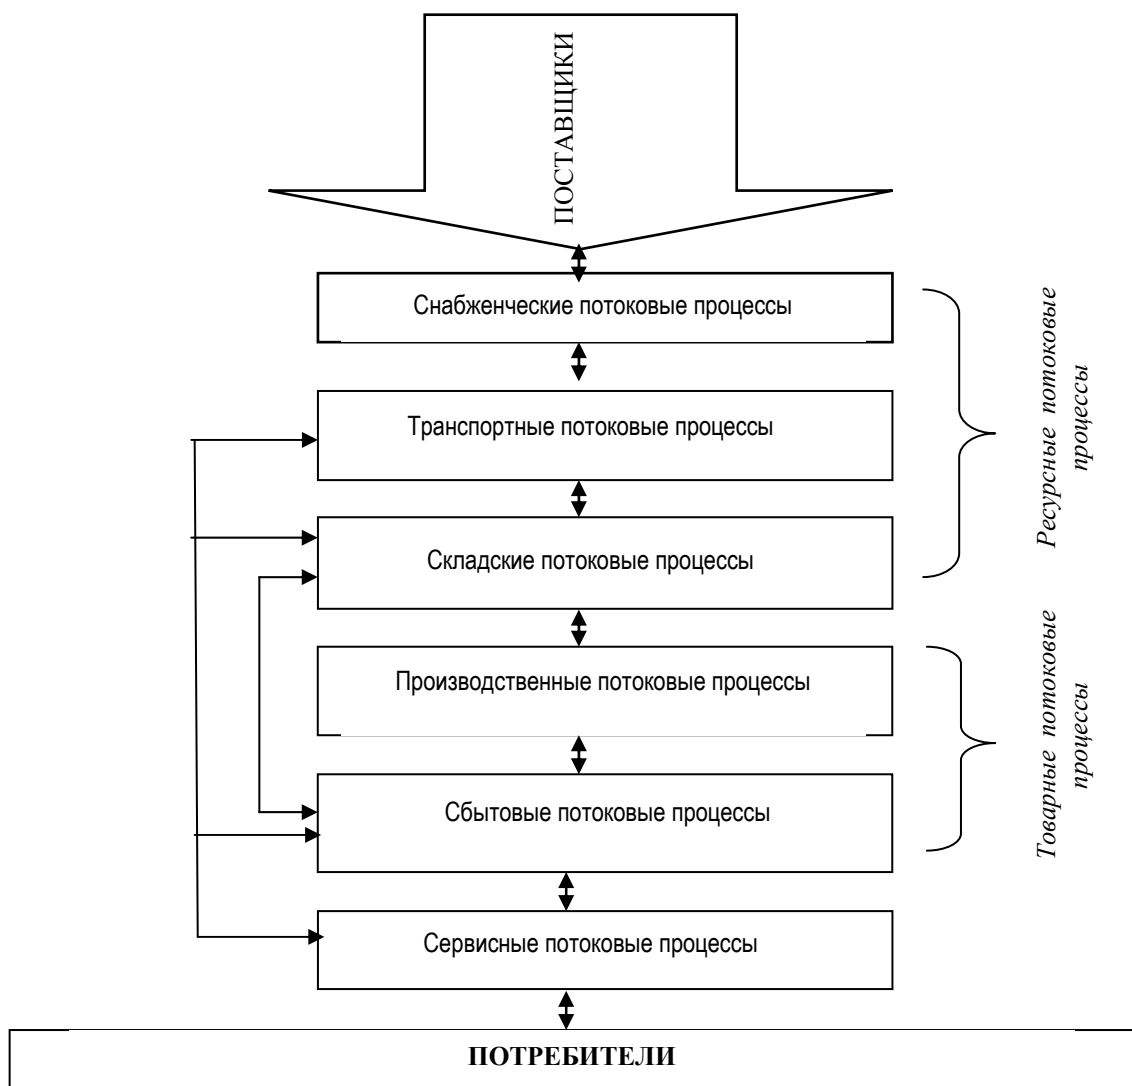 ПОСТАВЩИКИ
Снабженческие потоковые процессы
Транспортные потоковые процессы
Складские потоковые процессы
Ресурсные потоковые
процессы
Производственные потоковые процессы
Сбытовые потоковые процессы
Товарные потоковые
процессы
Сервисные потоковые процессы
ПОТРЕБИТЕЛИ